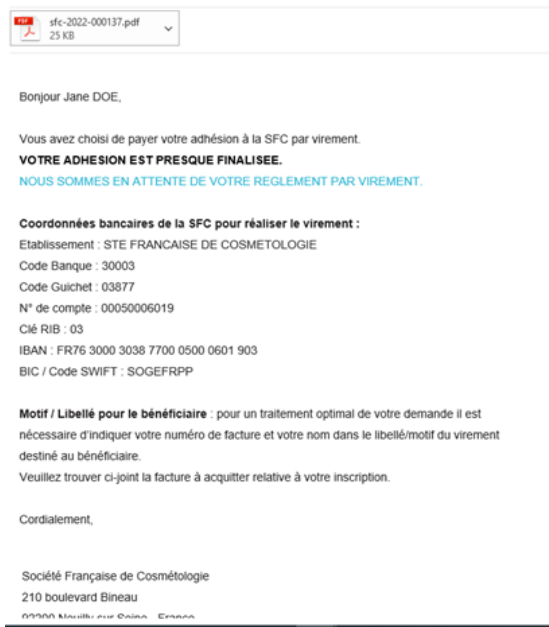 PDF
sfc-2022-000137.pdf
25 KB
Bonjour Jane DOE,
Vous avez choisi de payer votre adhésion à la SFC par virement.
VOTRE ADHESION EST PRESQUE FINALISEE.
NOUS SOMMES EN ATTENTE DE VOTRE REGLEMENT PAR VIREMENT.
Coordonnées bancaires de la SFC pour réaliser le virement :
Etablissement : STE FRANCAISE DE COSMETOLOGIE
Code Banque : 30003
Code Guichet : 03877
N° de compte : 00050006019
Clé RIB : 03
IBAN : FR76 3000 3038 7700 0500 0601 903
BIC / Code SWIFT : SOGEFRPP
Motif / Libellé pour le bénéficiaire : pour un traitement optimal de votre demande il est
nécessaire d'indiquer votre numéro de facture et votre nom dans le libellé/motif du virement
destiné au bénéficiaire.
Veuillez trouver ci-joint la facture à acquitter relative à votre inscription.
Cordialement,
Société Française de Cosmétologie
210 boulevard Bineau
92200 Neuilly sur Seine - France